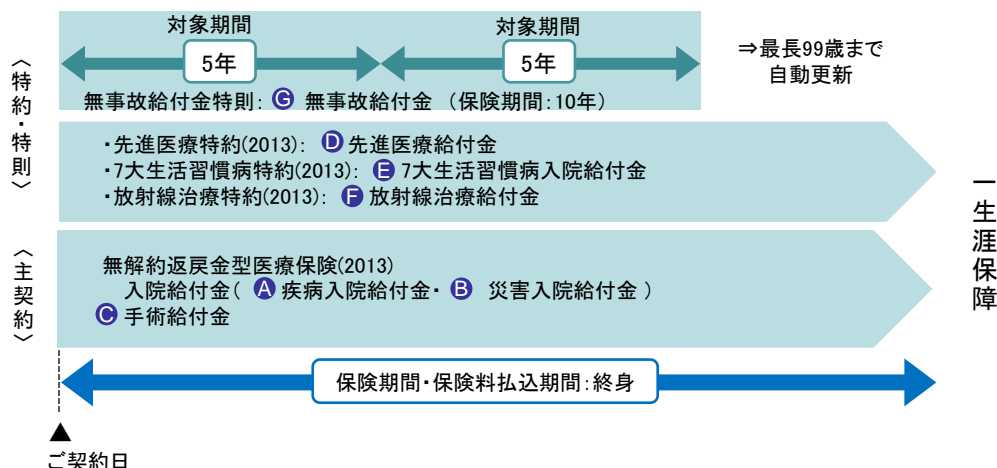 対象期間
対象期間
5年
5年
⇒最長99歳まで
自動更新
無事故給付金特則: G 無事故給付金 (保険期間:10年)
〈特約・特則〉
・先進医療特約(2013): D 先進医療給付金
・7大生活習慣病特約(2013): E 7大生活習慣病入院給付金
・放射線治療特約(2013): F 放射線治療給付金
一生涯保障
〈主契約〉
無解約返戻金型医療保険(2013)
入院給付金( A 疾病入院給付金・ B 災害入院給付金 )
C 手術給付金
保険期間・保険料払込期間:終身
▲
ご契約日